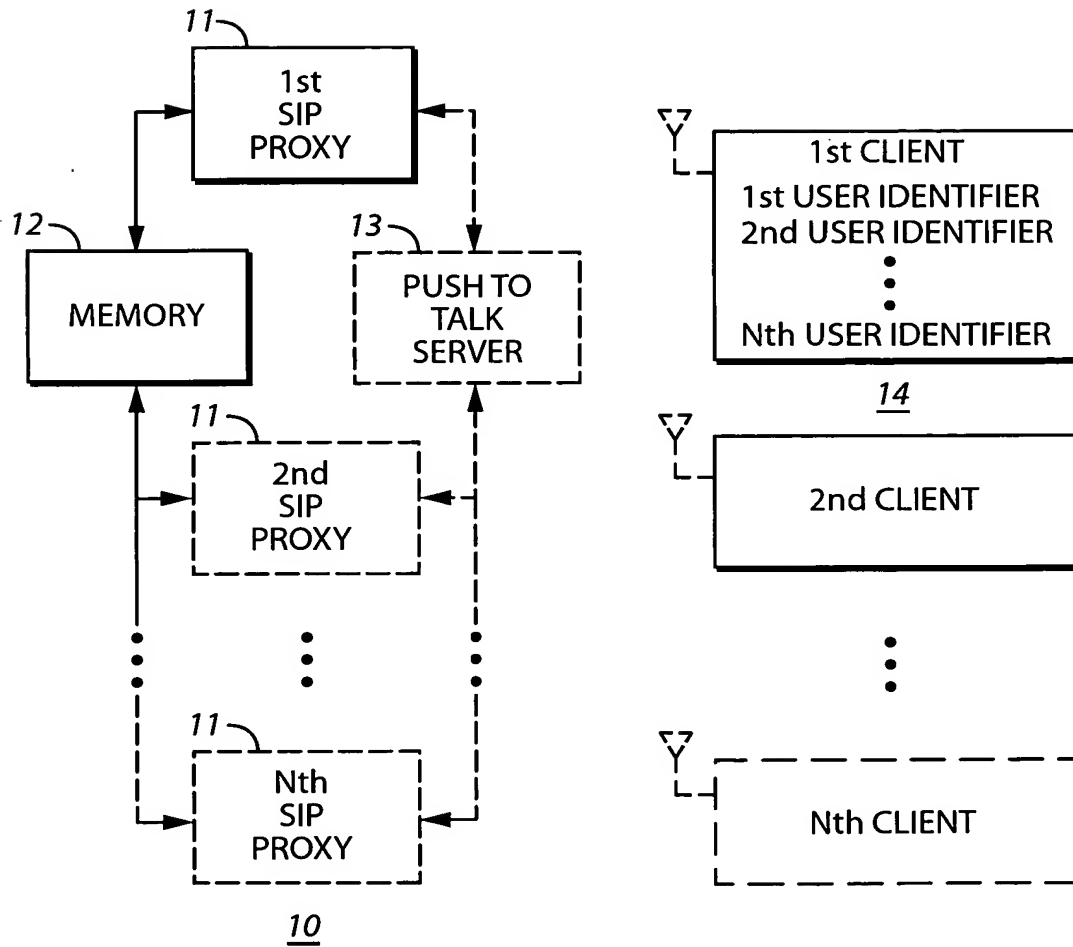 11
1st
SIP
PROXY
12
MEMORY
13
PUSH TO
TALK
SERVER
11
2nd
SIP
PROXY
11
Nth
SIP
PROXY
10
1st CLIENT
1st USER IDENTIFIER
2nd USER IDENTIFIER
Nth USER IDENTIFIER
14
2nd CLIENT
Nth CLIENT